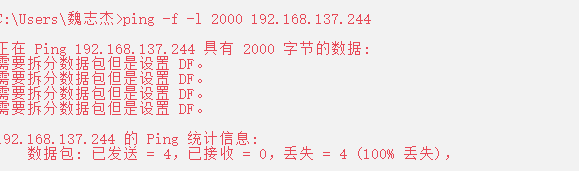 C:\Users\魏志杰>ping -f -l 2000 192.168.137.244
正在 Ping 192.168.137.244 具有 2000 字节的数据:
需要拆分数据包但是设置 DF。
需要拆分数据包但是设置 DF。
需要拆分数据包但是设置 DF。
需要拆分数据包但是设置 DF。
192.168.137.244 的 Ping 统计信息:
数据包: 已发送 = 4，已接收 = 0，丢失 = 4 (100% 丢失)，